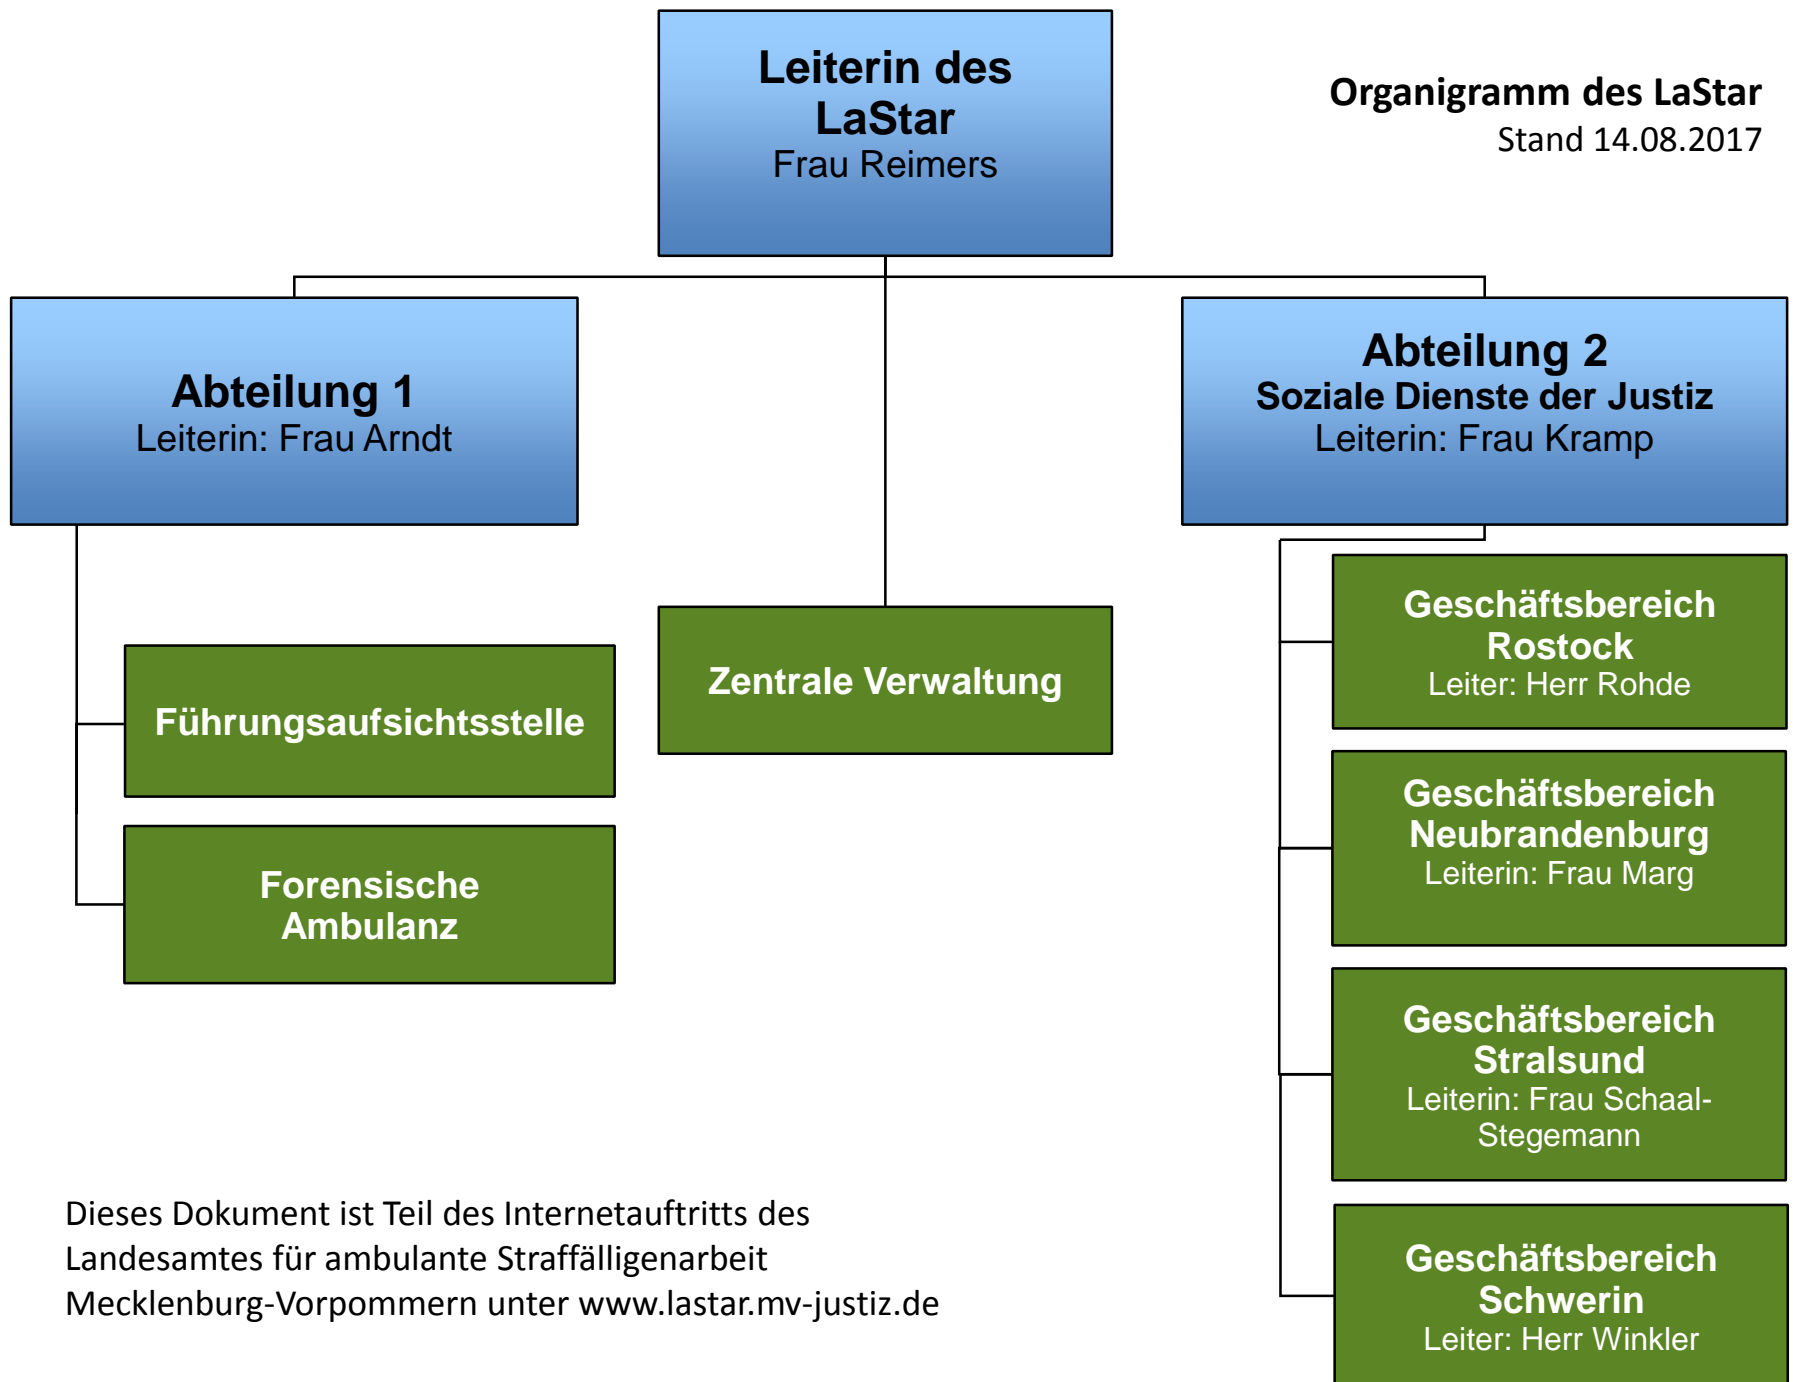 Leiterin des
LaStar
Frau Reimers
Organigramm des LaStar
Stand 14.08.2017
Abteilung 1
Leiterin: Frau Arndt
Abteilung 2
Soziale Dienste der Justiz
Leiterin: Frau Kramp
Führungsaufsichtsstelle
Forensische
Ambulanz
Zentrale Verwaltung
Geschäftsbereich
Rostock
Leiter: Herr Rohde
Geschäftsbereich
Neubrandenburg
Leiterin: Frau Marg
Geschäftsbereich
Stralsund
Leiterin: Frau Schaal-
Stegemann
Geschäftsbereich
Schwerin
Leiter: Herr Winkler
Dieses Dokument ist Teil des Internetauftritts des
Landesamtes für ambulante Straffälligenarbeit
Mecklenburg-Vorpommern unter www.lastar.mv-justiz.de